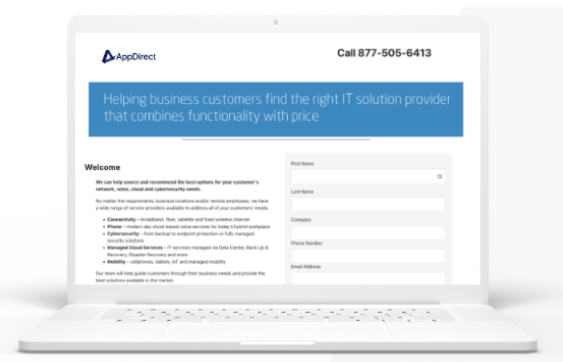 AppDirect
Call 877-505-6413
Helping business customers find the right IT solution provider
that combines functionality with price
Welcome
We can help source and recommend the best options for your customer's
network, voice, cloud and cybersecurity needs.
No matter the requirements, business locations and/or remote employees, we have
a wide range of service providers available to address all of your customers' needs:
• Connectivity – broadband, fiber, satellite and fixed wireless internet
• Phone – modern day cloud-based voice services for today's hybrid workplace
• Cybersecurity – from backup to endpoint protection or fully managed
security solutions
• Managed Cloud Services – IT services managed via Data Center, Back Up &
Recovery, Disaster Recovery and more
• Mobility – cellphones, tablets, IoT and managed mobility
Our team will help guide customers through their business needs and provide the
best solutions available in the market.
First Name
Last Name
Company
Phone Number
Email Address